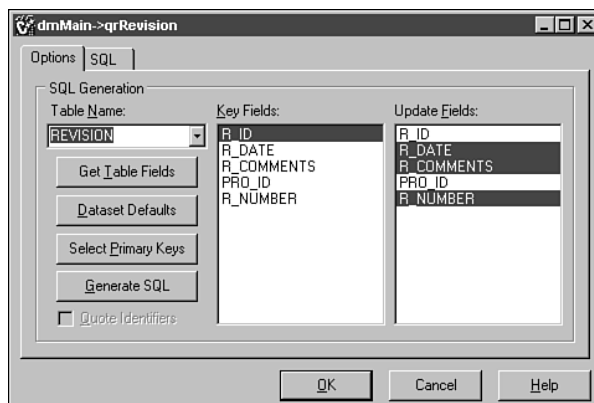 dmMain->qrRevision
Options SQL
SQL Generation
Table Name: Key Fields: Update Fields:
REVISION R_ID R_ID
R_DATE R_DATE
R_COMMENTS R_COMMENTS
PRO_ID PRO_ID
R_NUMBER R_NUMBER
Get Table Fields
Dataset Defaults
Select Primary Keys
Generate SQL
Quote Identifiers
OK Cancel Help